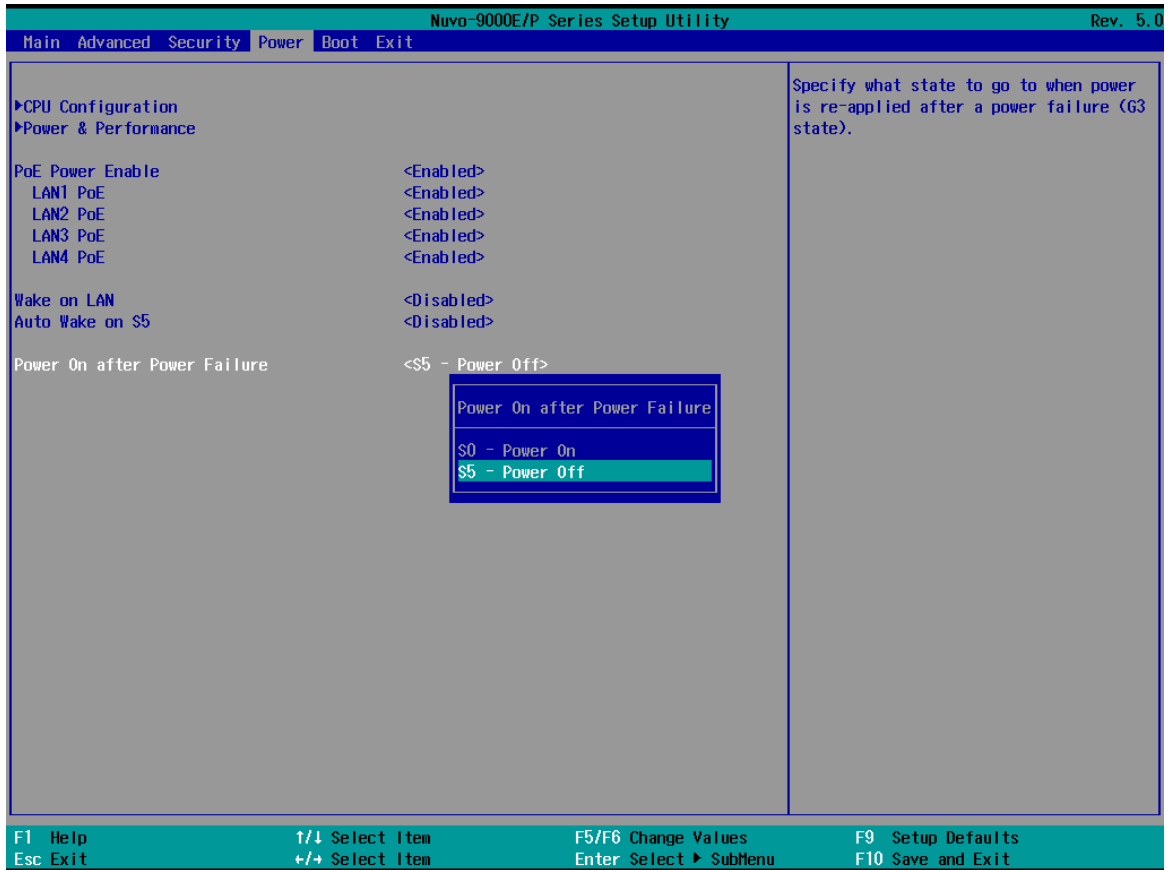 Nuvo-9000E/P Series Setup Utility Rev. 5.0
Main Advanced Security Power Boot Exit
▶CPU Configuration
▶Power & Performance
PoE Power Enable <Enabled>
LAN1 PoE <Enabled>
LAN2 PoE <Enabled>
LAN3 PoE <Enabled>
LAN4 PoE <Enabled>
Wake on LAN <Disabled>
Auto Wake on S5 <Disabled>
Power On after Power Failure <S5 - Power Off>
Power On after Power Failure
S0 - Power On
S5 - Power Off
Specify what state to go to when power
is re-applied after a power failure (G3
state).
F1 Help ↑/↓ Select Item F5/F6 Change Values F9 Setup Defaults
Esc Exit ←/→ Select Item Enter Select ▶ SubMenu F10 Save and Exit